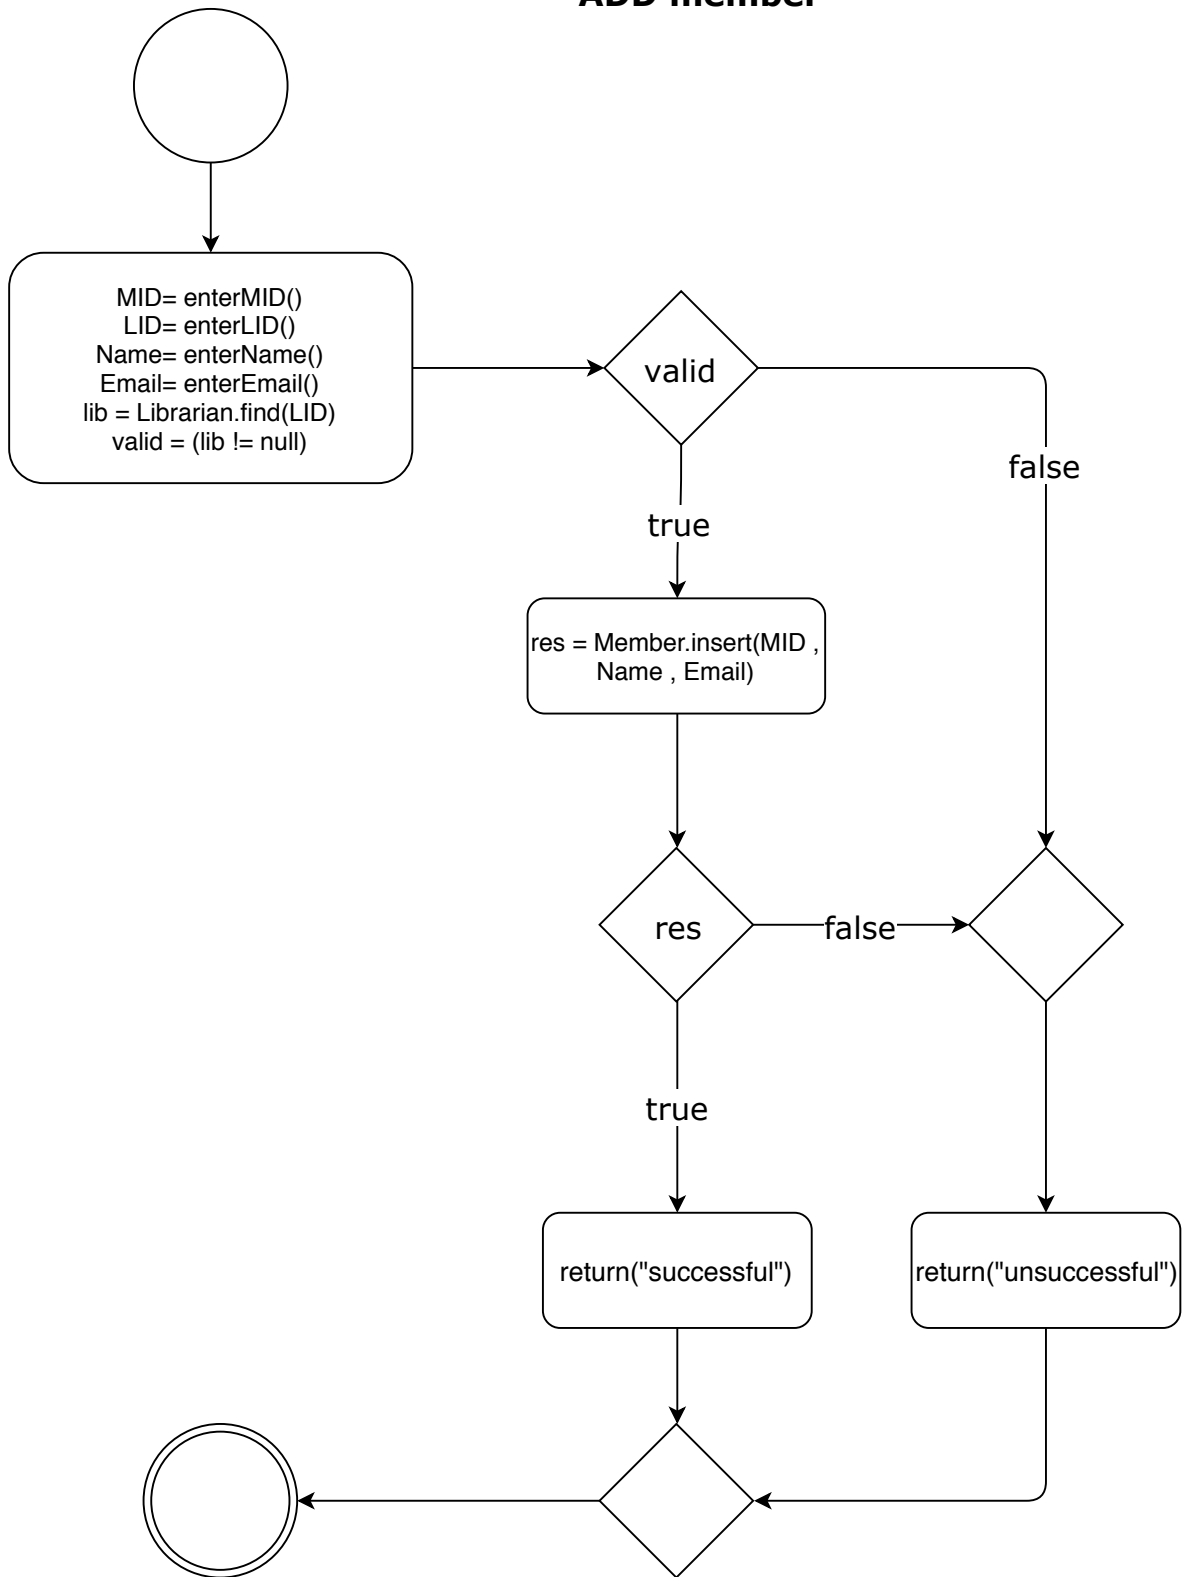 ADD member
MID= enterMID()
LID= enterLID()
Name= enterName()
Email= enterEmail()
lib = Librarian.find(LID)
valid = (lib != null)
valid
false
true
res = Member.insert(MID ,
Name , Email)
res
false
true
return("successful")
return("unsuccessful")